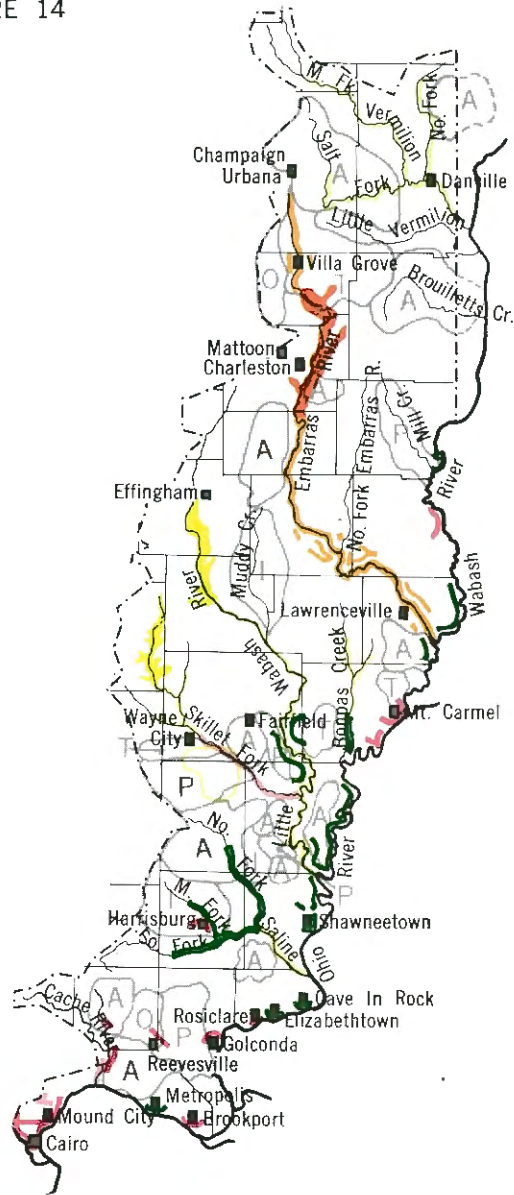 RE 14
M. Fk.
Vermilion
No. Fork
A
Salt
Fork
A
Champaign
Urbana
Danville
Little Vermilion
Villa Grove
O
I
Brouilletts Cr.
A
Mattoon
Charleston
River
Embarras
A
No. Fork Embarras R.
Mill Cr.
P
A
River
Effingham
Muddy Cr.
I
River
Wabash
Wabash
Lawrenceville
Bonpas Creek
A
T
Mt. Carmel
Skillet Fork
Wayne
City
Fairfield
A
T
P
Little
A
A
A
River
P
No.
Fork
A
I
M. Fork
Harrisburg
So. Fork
Saline
Shawneetown
Ohio
A
Cache River
A
O
P
Rosiclare
Cave In Rock
Elizabethtown
Golconda
Reevesville
A
Metropolis
Mound City
Brookport
Cairo